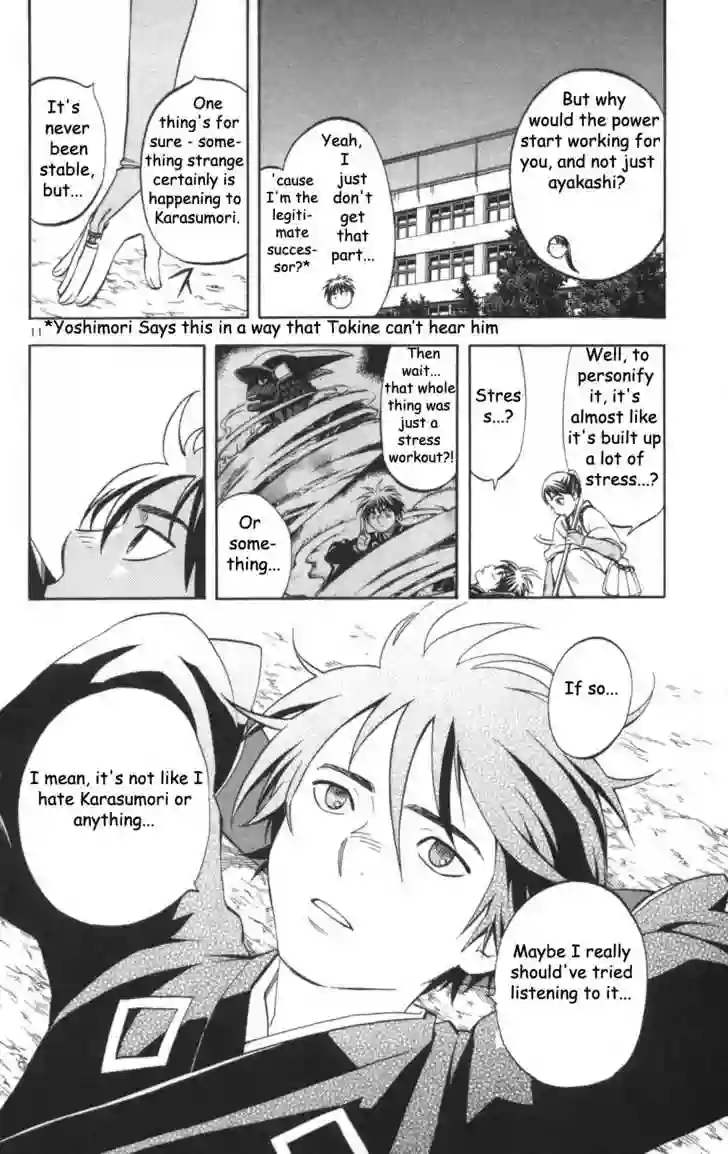 But why
would the power
start working for
you, and not just
ayakashi?
Yeah,
I
just
don't
get
that
part...
'cause
I'm the
legiti-
mate
succes-
sor?*
One
thing's for
sure - some-
thing strange
certainly is
happening to
Karasumori.
It's
never
been
stable,
but...
ス
11
*Yoshimori Says this in a way that Tokine can't hear him
Well, to
personify
it, it's
almost like
it's built up
a lot of
stress...?
Stres
s...?
Then
wait...
that whole
thing was
just a
stress
workout?!
Or
some-
thing...
If so...
I mean, it's not like I
hate Karasumori or
anything...
Maybe I really
should've tried
listening to it...